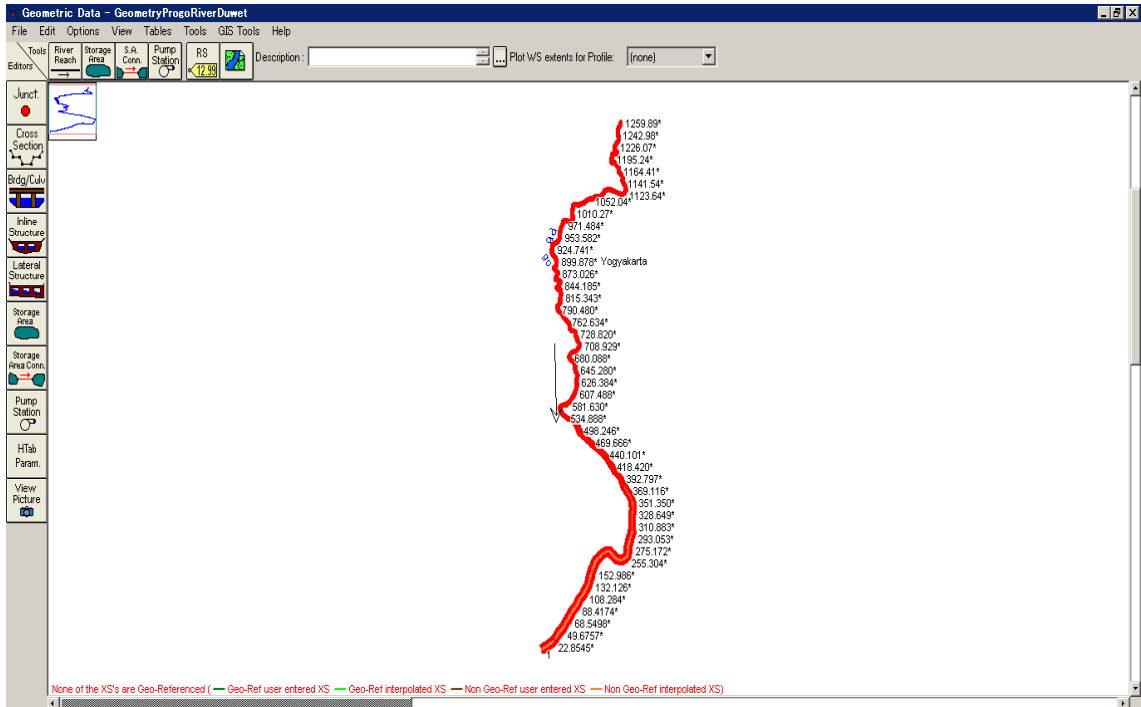 Geometric Data - GeometryProgoRiverDuwet
File Edit Options View Tables Tools GIS Tools Help
Tools
Editors
River
Reach
Storage
Area
S.A.
Conn.
Pump
Station
RS
12.99
Description :
...
Plot WS extents for Profile:
(none)
Junct.
Cross
Section
Brdg/Culv
Inline
Structure
Lateral
Structure
Storage
Area
Storage
Area Conn.
Pump
Station
HTab
Param.
View
Picture
1259.89*
1242.98*
1226.07*
1195.24*
1164.41*
1141.54*
1123.64*
1052.04*
1010.27*
971.484*
953.582*
924.741*
899.878* Yogyakarta
873.026*
844.185*
815.343*
790.480*
762.634*
728.820*
708.929*
680.088*
645.280*
626.384*
607.488*
581.630*
534.888*
498.246*
469.666*
440.101*
418.420*
392.797*
369.116*
351.350*
328.649*
310.883*
293.053*
275.172*
255.304*
152.986*
132.126*
108.284*
88.4174*
68.5498*
49.6757*
22.8545*
1
None of the XS's are Geo-Referenced ( Geo-Ref user entered XS Geo-Ref interpolated XS Non Geo-Ref user entered XS Non Geo-Ref interpolated XS)